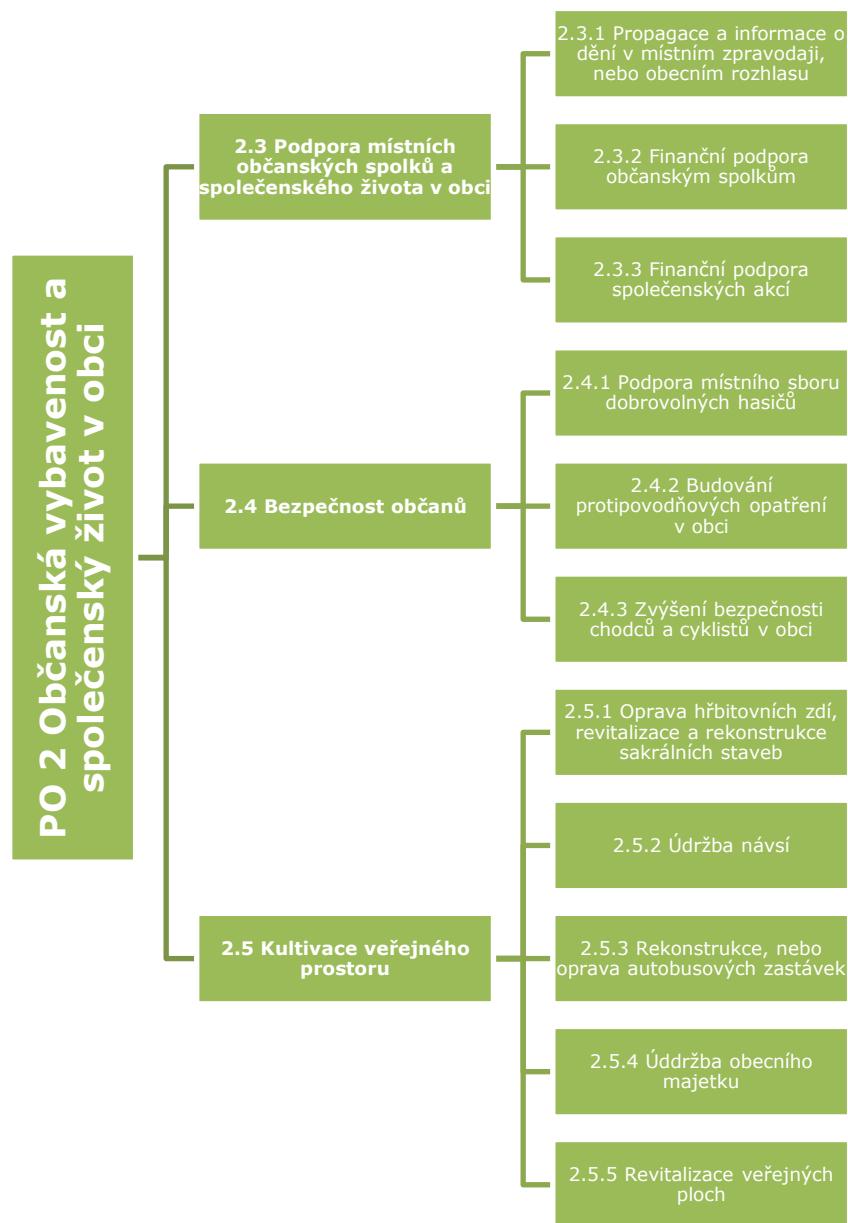 PO 2 Občanská vybavenost a
společenský život v obci
2.3 Podpora místních
občanských spolků a
společenského života v obci
2.3.1 Propagace a informace o
dění v místním zpravodaji,
nebo obecním rozhlasu
2.3.2 Finanční podpora
občanským spolkům
2.3.3 Finanční podpora
společenských akcí
2.4 Bezpečnost občanů
2.4.1 Podpora místního sboru
dobrovolných hasičů
2.4.2 Budování
protipovodňových opatření
v obci
2.4.3 Zvýšení bezpečnosti
chodců a cyklistů v obci
2.5 Kultivace veřejného
prostoru
2.5.1 Oprava hřbitovních zdí,
revitalizace a rekonstrukce
sakrálních staveb
2.5.2 Údržba návsí
2.5.3 Rekonstrukce, nebo
oprava autobusových zastávek
2.5.4 Úddržba obecního
majetku
2.5.5 Revitalizace veřejných
ploch